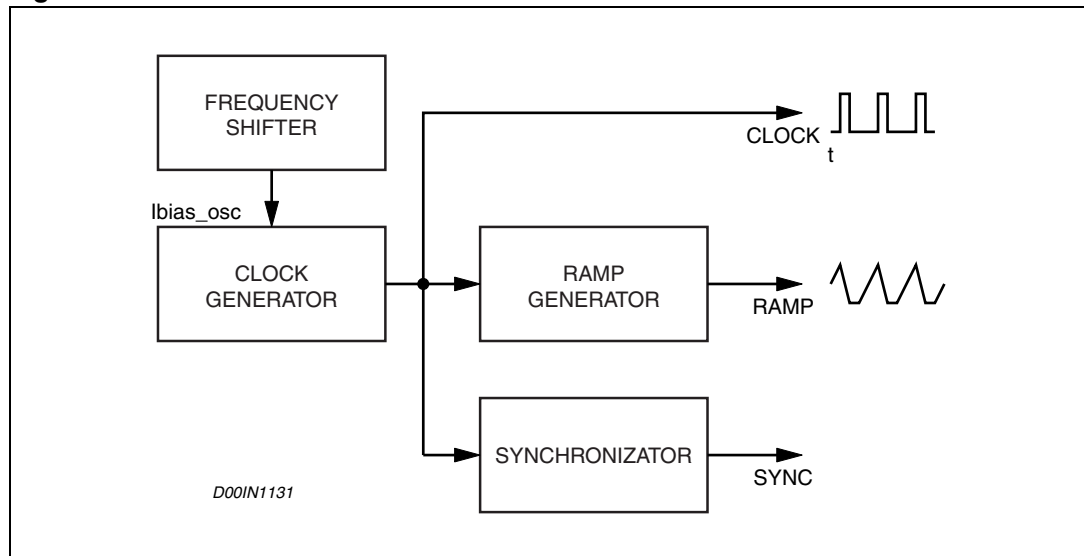 FREQUENCY
SHIFTER
CLOCK
t
Ibias_osc
CLOCK
GENERATOR
RAMP
GENERATOR
RAMP
SYNCHRONIZATOR
SYNC
D00IN1131